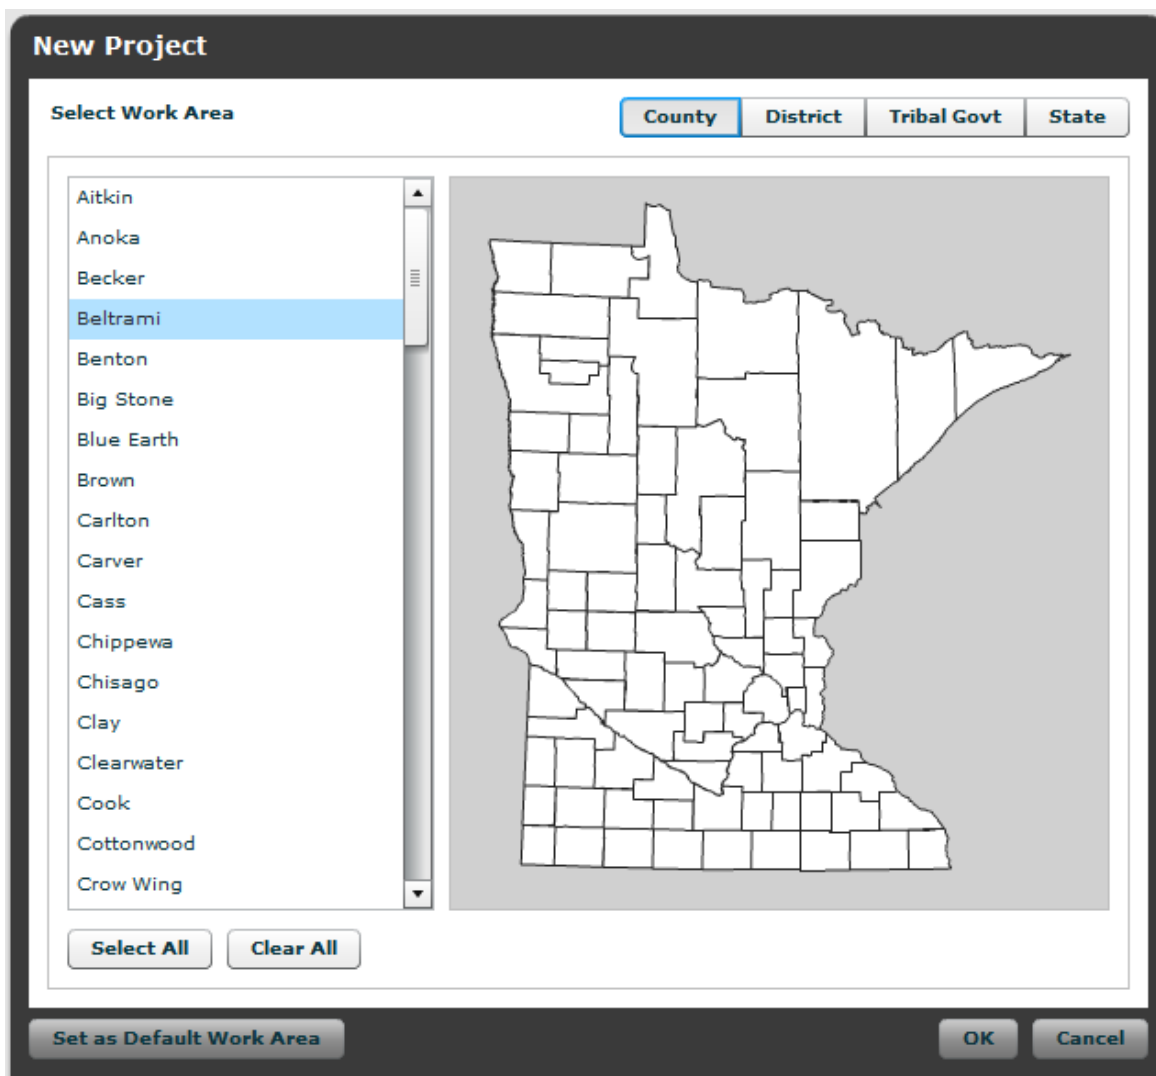 New Project
Select Work Area
County District Tribal Govt State
Aitkin
Anoka
Becker
Beltrami
Benton
Big Stone
Blue Earth
Brown
Carlton
Carver
Cass
Chippewa
Chisago
Clay
Clearwater
Cook
Cottonwood
Crow Wing
Select All Clear All
Set as Default Work Area OK Cancel